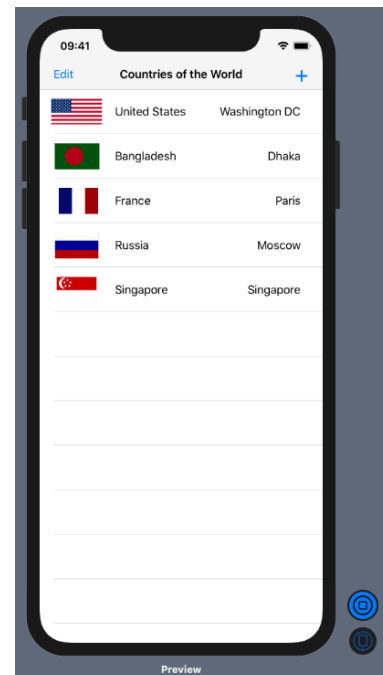 09:41
Edit Countries of the World +
United States Washington DC
Bangladesh Dhaka
France Paris
Russia Moscow
Singapore Singapore
Preview